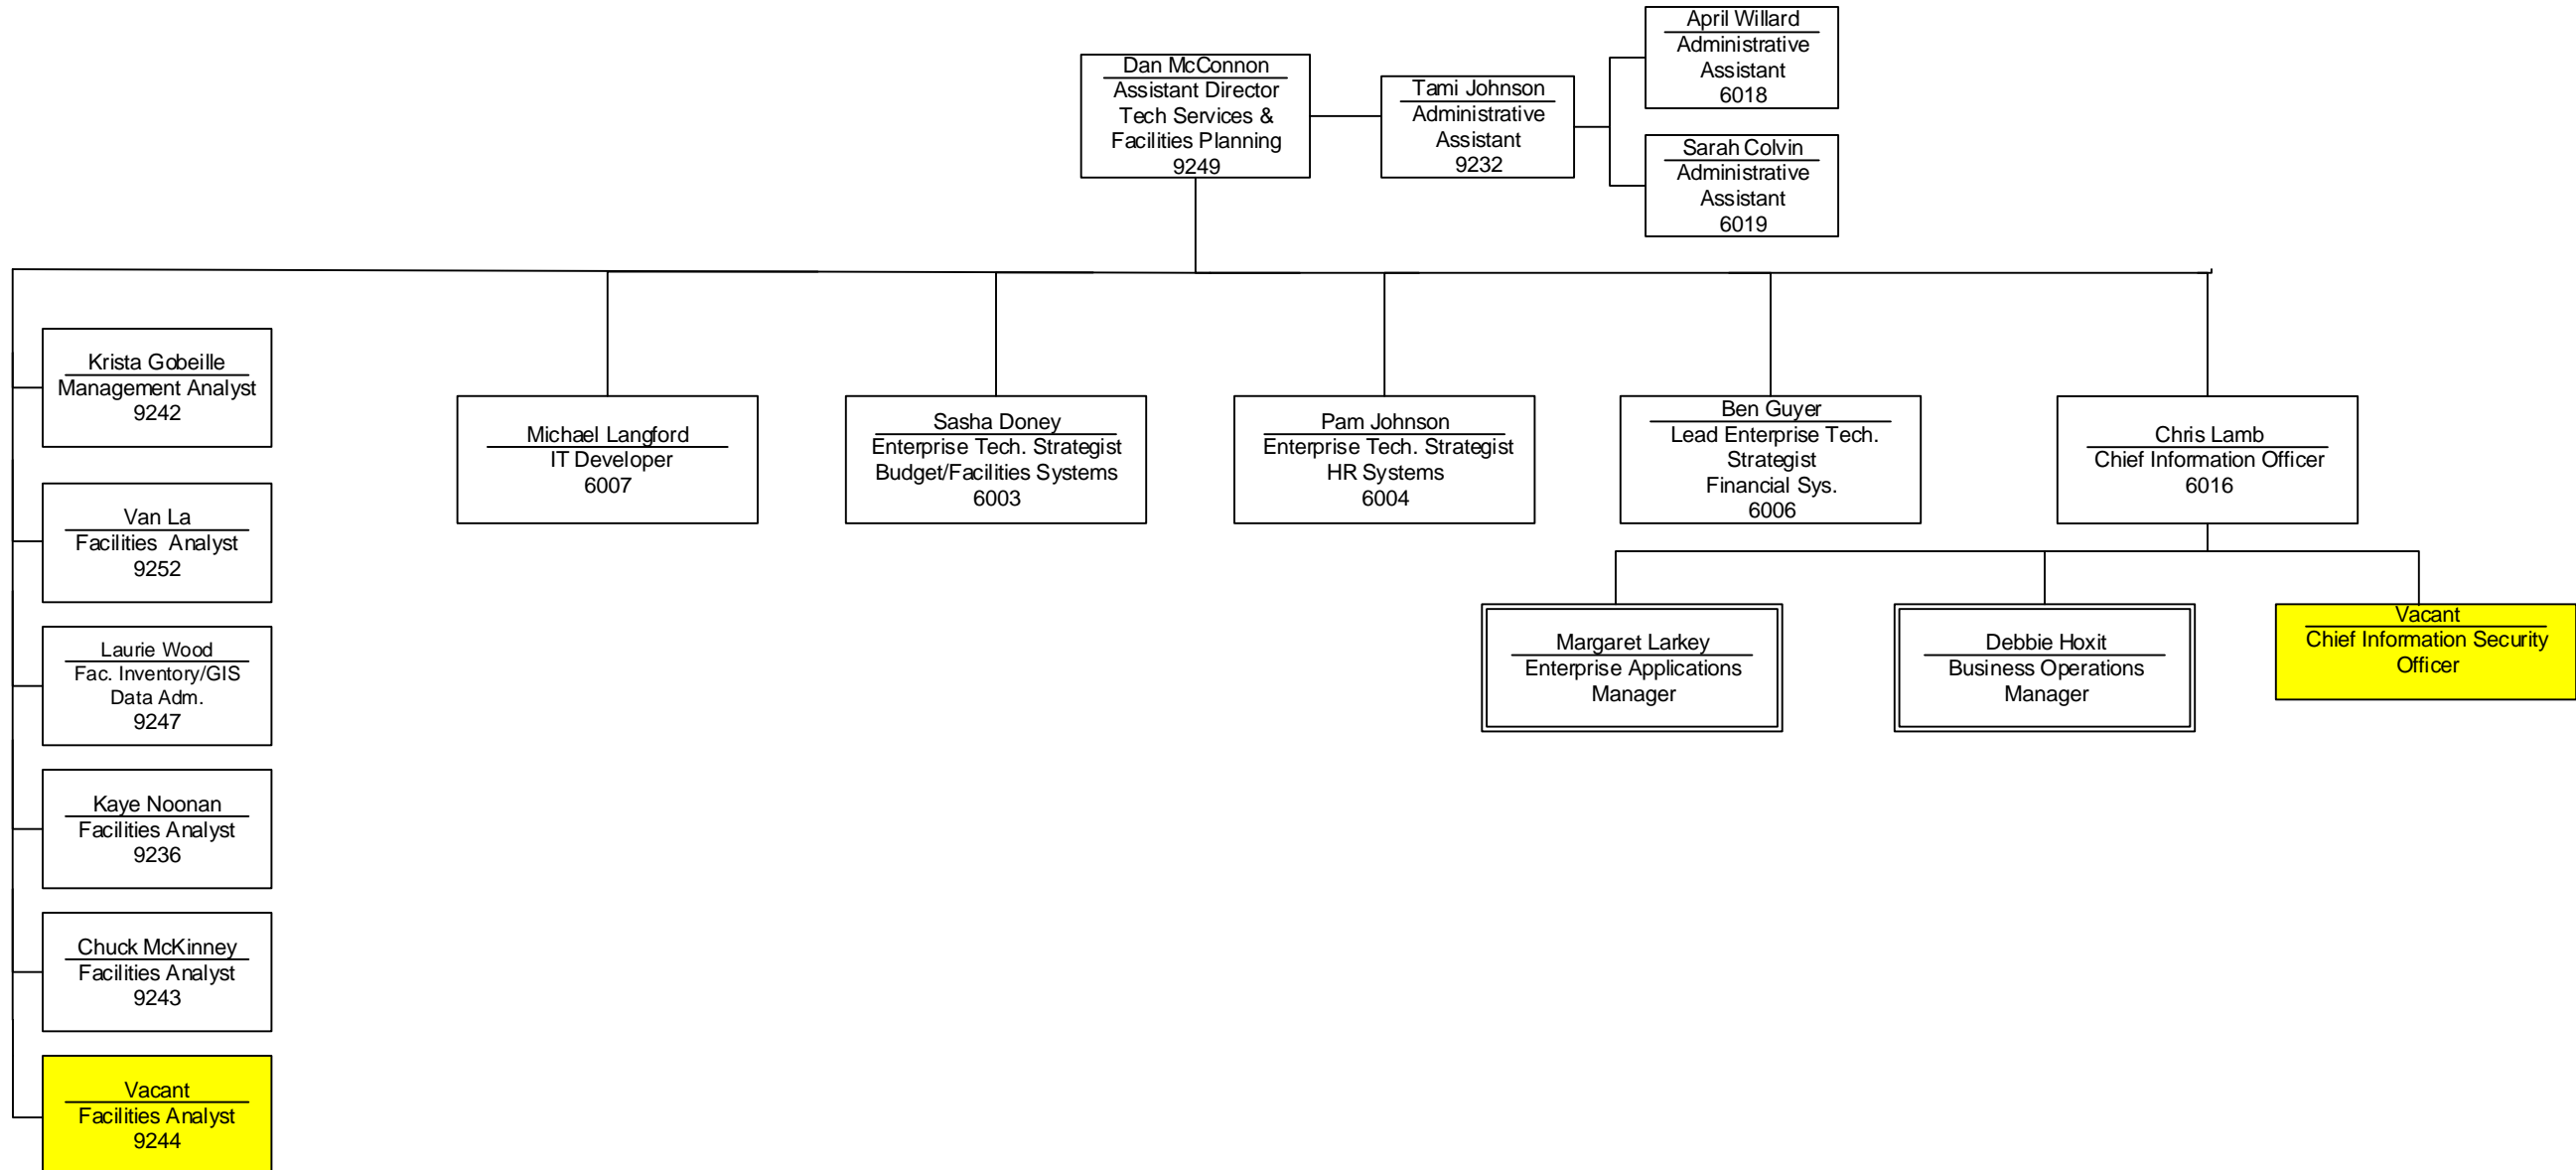 April Willard
Administrative
Assistant
6018
Dan McConnon
Assistant Director
Tech Services &
Facilities Planning
9249
Tami Johnson
Administrative
Assistant
9232
Sarah Colvin
Administrative
Assistant
6019
Krista Gobeille
Management Analyst
9242
Van La
Facilities Analyst
9252
Laurie Wood
Fac. Inventory/GIS
Data Adm.
9247
Kaye Noonan
Facilities Analyst
9236
Chuck McKinney
Facilities Analyst
9243
Vacant
Facilities Analyst
9244
Michael Langford
IT Developer
6007
Sasha Doney
Enterprise Tech. Strategist
Budget/Facilities Systems
6003
Pam Johnson
Enterprise Tech. Strategist
HR Systems
6004
Ben Guyer
Lead Enterprise Tech.
Strategist
Financial Sys.
6006
Chris Lamb
Chief Information Officer
6016
Margaret Larkey
Enterprise Applications
Manager
Debbie Hoxit
Business Operations
Manager
Vacant
Chief Information Security
Officer